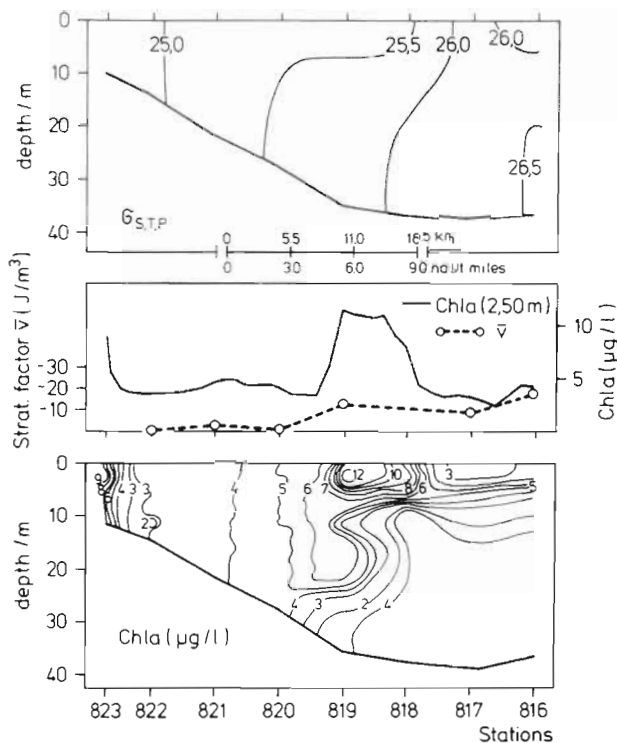 0
10
20
30
40
depth/m
25,0
25,5
26,0
26,0
26,5
ϬS,T,P
0 5.5 11.0 18.5 km
0 3.0 6.0 9.0 naut miles
Strat. factor v̄ (J/m³)
-30
-20
-10
Chla (2,50 m)
v̄
10
5
Chla (µg/l)
0
10
20
30
40
depth/m
4 3 3
2
4
5 6 7
12 10 8 6
3
5
4 3 2 4
Chla (µg/l)
823 822 821 820 819 818 817 816
Stations